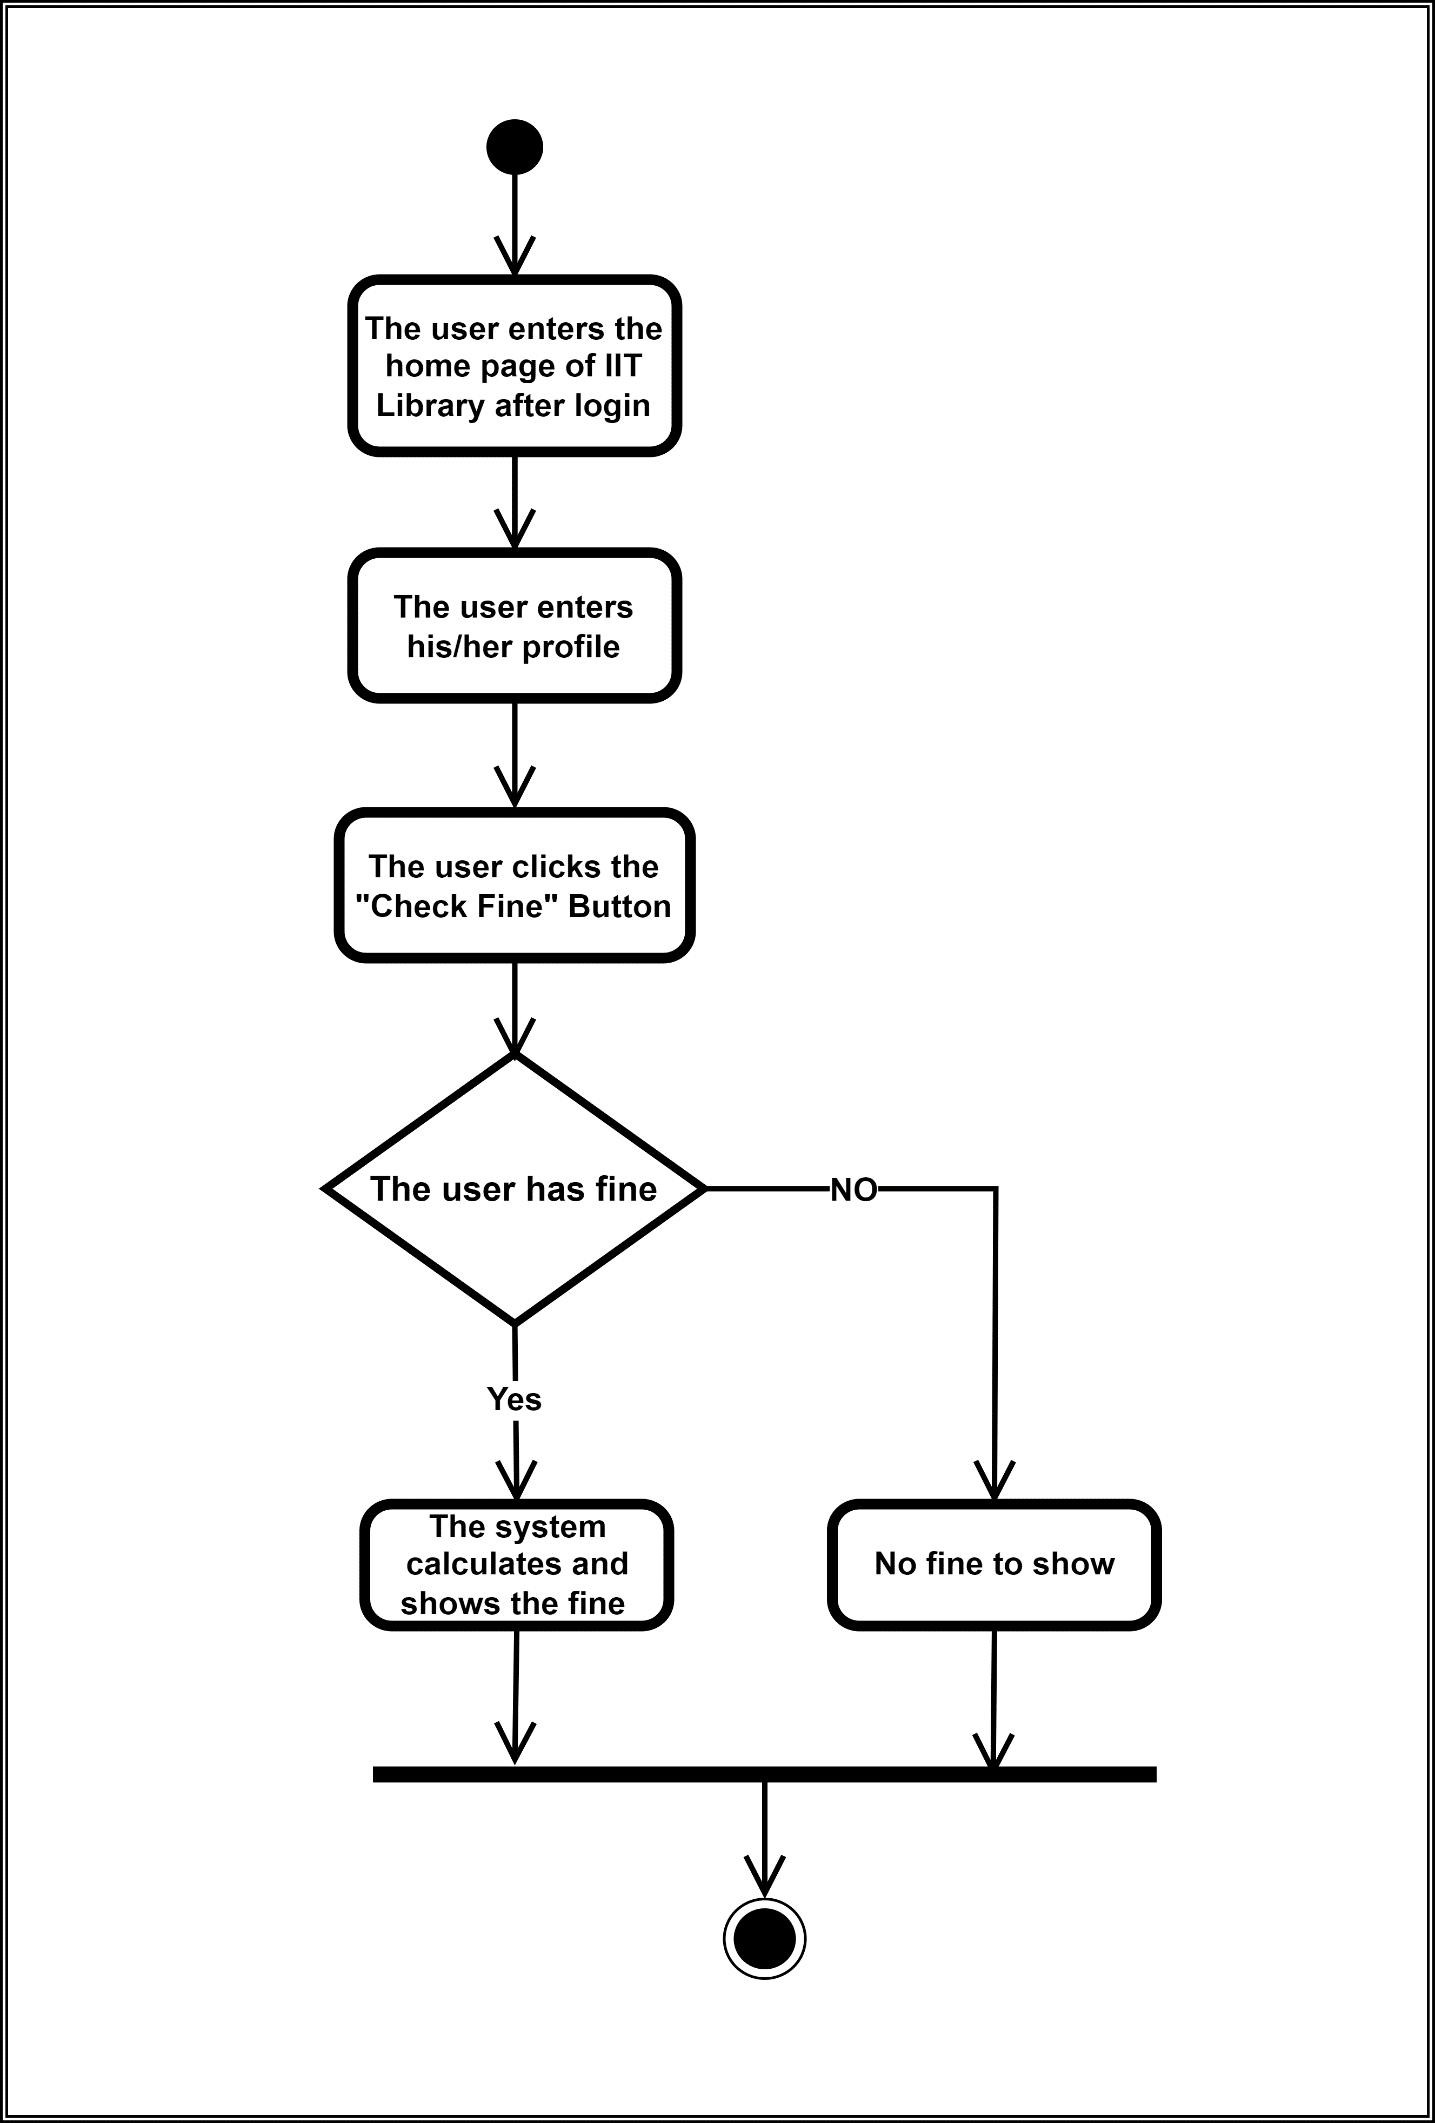 The user enters the
home page of IIT
Library after login
The user enters
his/her profile
The user clicks the
"Check Fine" Button
The user has fine
NO
Yes
The system
calculates and
shows the fine
No fine to show